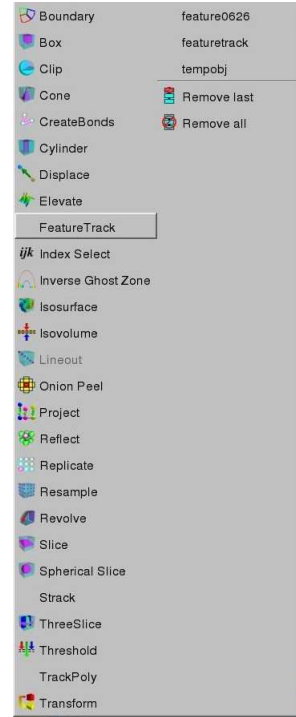 Boundary
Box
Clip
Cone
CreateBonds
Cylinder
Displace
Elevate
FeatureTrack
ijk Index Select
Inverse Ghost Zone
Isosurface
Isovolume
Lineout
Onion Peel
Project
Reflect
Replicate
Resample
Revolve
Slice
Spherical Slice
Strack
ThreeSlice
Threshold
TrackPoly
Transform
feature0626
featuretrack
tempobj
Remove last
Remove all